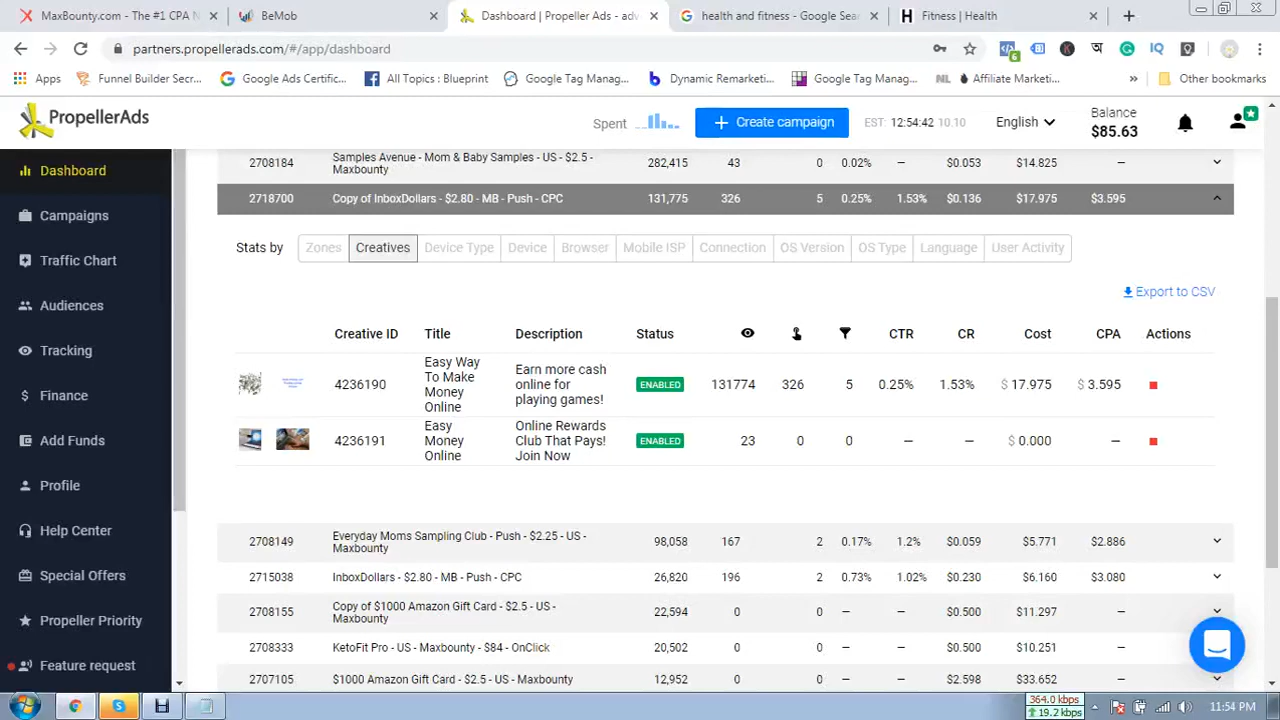 MaxBounty.com - The #1 CPA N
BeMob
Dashboard | Propeller Ads - adv
health and fitness - Google Sear
Fitness | Health
partners.propellerads.com/#/app/dashboard
Apps
Funnel Builder Secr...
Google Ads Certific...
All Topics : Blueprint
Google Tag Manag...
Dynamic Remarketi...
Google Tag Manag...
Affiliate Marketi...
Other bookmarks
PropellerAds
Spent
Create campaign
EST: 12:54:42 10.10
English
Balance
$85.63
Dashboard
Campaigns
Traffic Chart
Audiences
Tracking
Finance
Add Funds
Profile
Help Center
Special Offers
Propeller Priority
Feature request
2708184 Samples Avenue - Mom & Baby Samples - US - $2.5 - 282,415 43 0 0.02% — $0.053 $14.825 —
Maxbounty
2718700 Copy of InboxDollars - $2.80 - MB - Push - CPC 131,775 326 5 0.25% 1.53% $0.136 $17.975 $3.595
Stats by Zones Creatives Device Type Device Browser Mobile ISP Connection OS Version OS Type Language User Activity
Export to CSV
Creative ID Title Description Status CTR CR Cost CPA Actions
Easy Way
To Make
Money
Online
4236190 Earn more cash
online for
playing games!
ENABLED 131774 326 5 0.25% 1.53% $ 17.975 $ 3.595
4236191 Easy
Money
Online
Online Rewards
Club That Pays!
Join Now
ENABLED 23 0 0 — — $ 0.000 —
2708149 Everyday Moms Sampling Club - Push - $2.25 - US - 98,058 167 2 0.17% 1.2% $0.059 $5.771 $2.886
Maxbounty
2715038 InboxDollars - $2.80 - MB - Push - CPC 26,820 196 2 0.73% 1.02% $0.230 $6.160 $3.080
2708155 Copy of $1000 Amazon Gift Card - $2.5 - US - 22,594 0 0 — — $0.500 $11.297 —
Maxbounty
2708333 KetoFit Pro - US - Maxbounty - $84 - OnClick 20,502 0 0 — — $0.500 $10.251 —
2707105 $1000 Amazon Gift Card - $2.5 - US - Maxbounty 12,952 0 0 — — $2.598 $33.652 —
364.0 kbps
19.2 kbps
11:54 PM